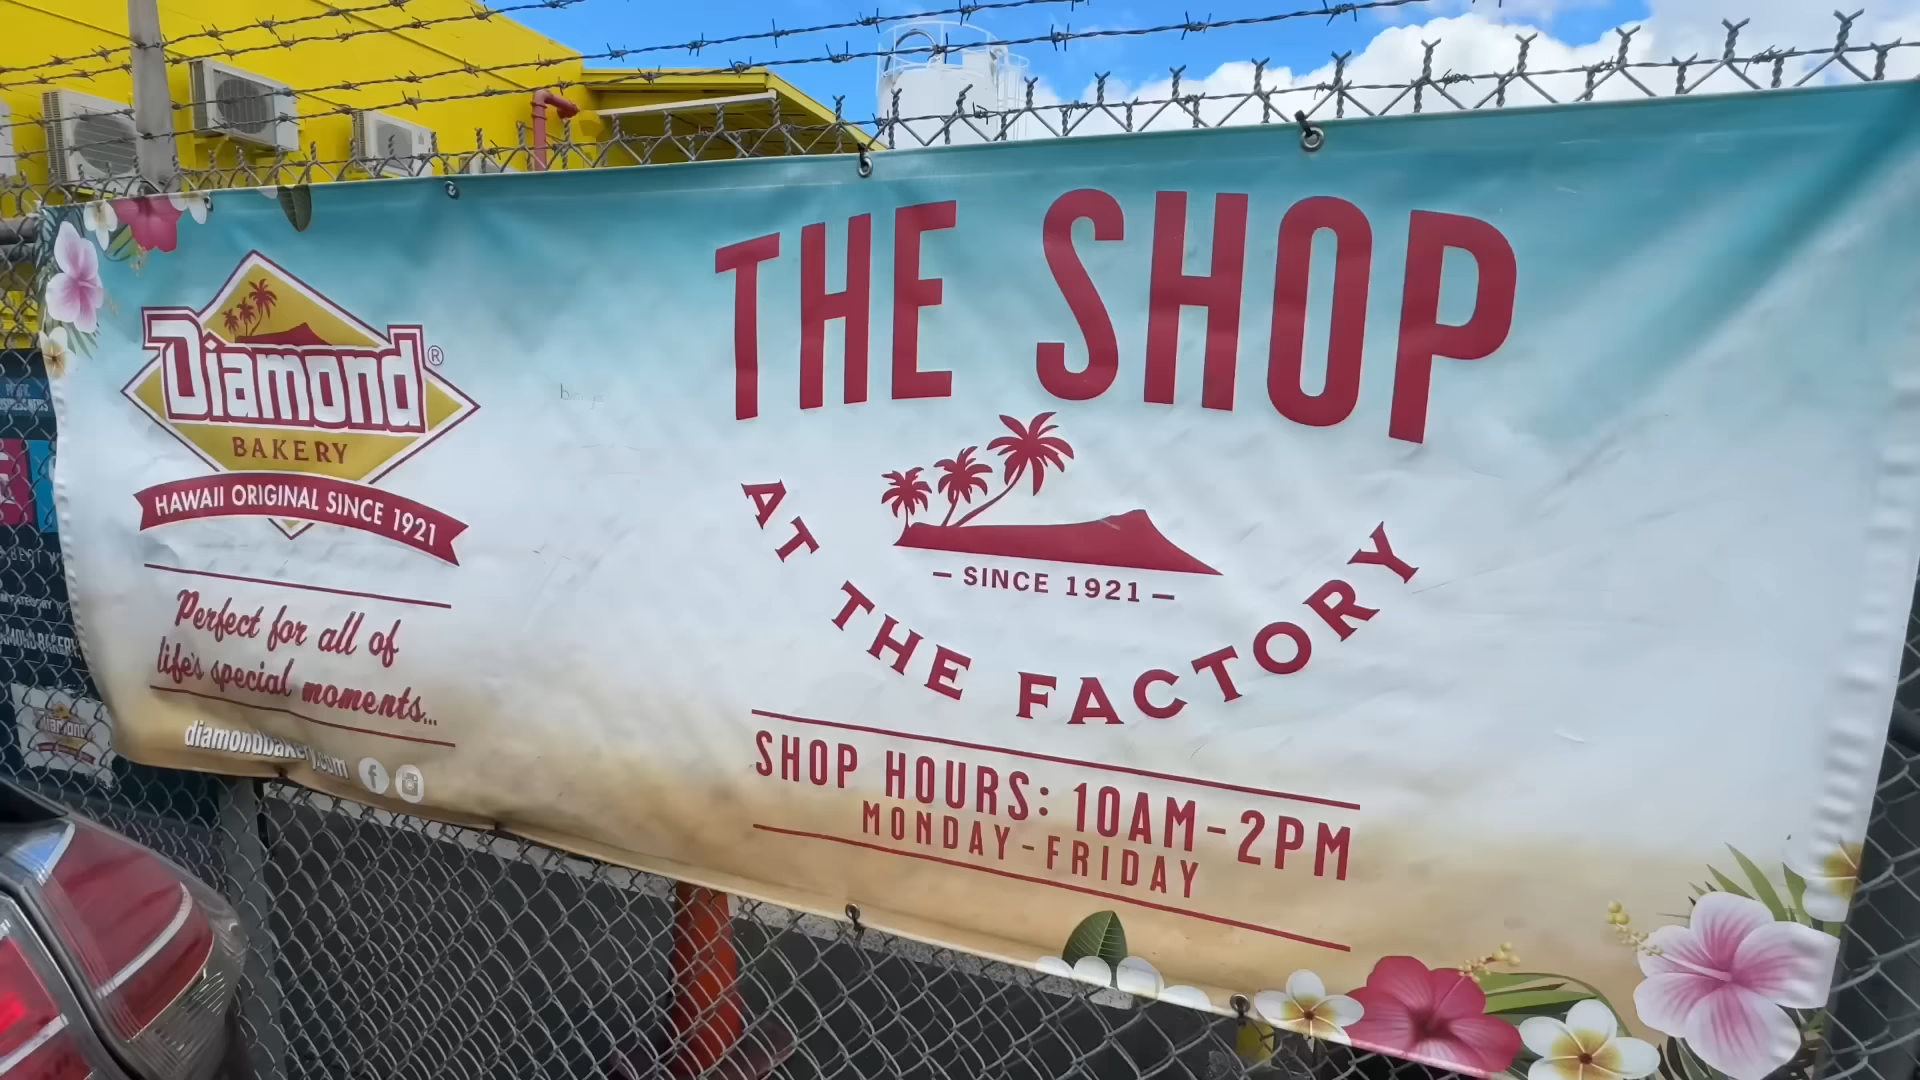 Diamond®
BAKERY
HAWAII ORIGINAL SINCE 1921
Perfect for all of
life's special moments...
diamondbakery.com
THE SHOP
— SINCE 1921 —
AT THE FACTORY
SHOP HOURS: 10AM-2PM
MONDAY-FRIDAY